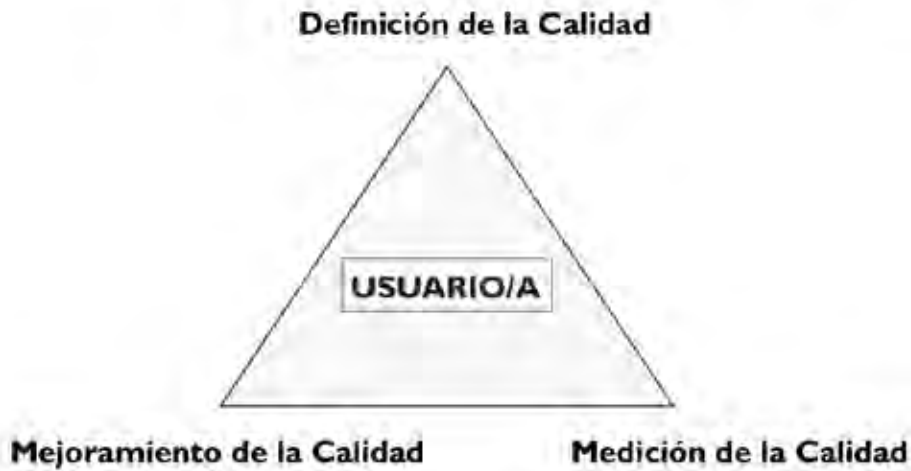 Definición de la Calidad
USUARIO/A
Mejoramiento de la Calidad
Medición de la Calidad